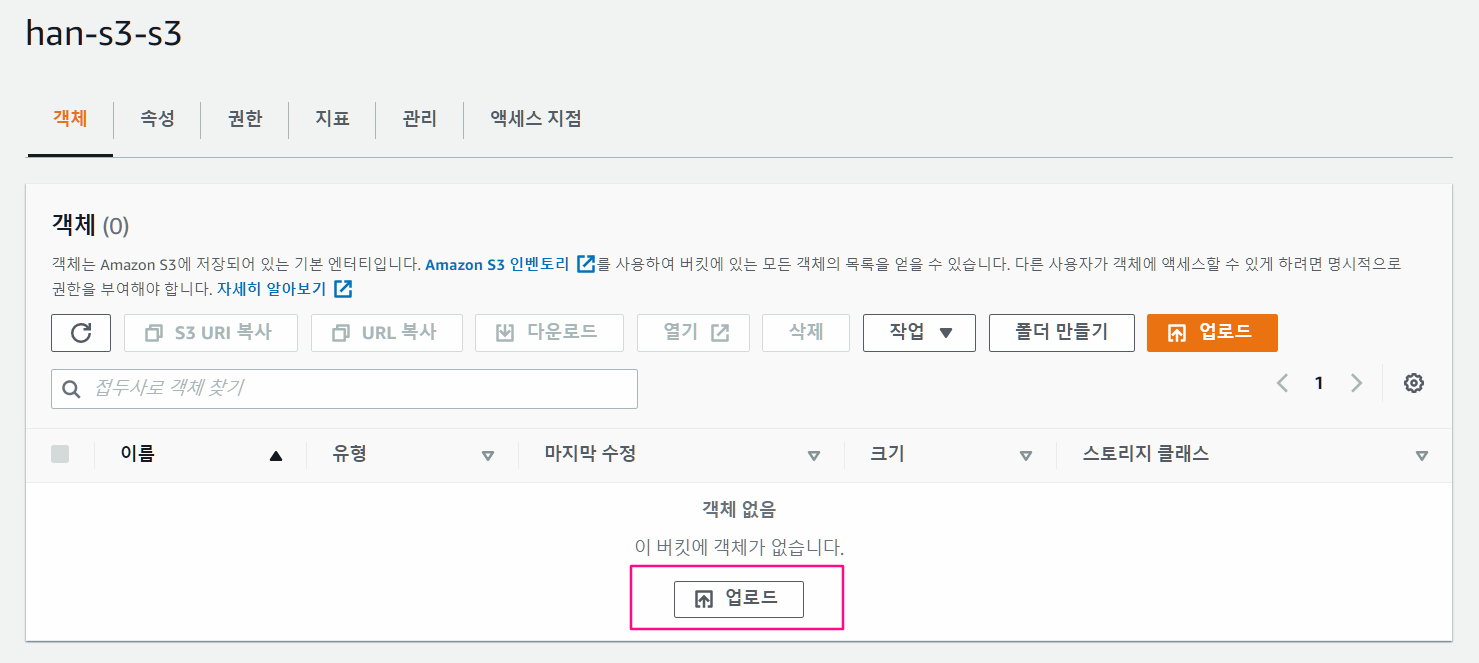 han-s3-s3
객체 속성 권한 지표 관리 액세스 지점
객체 (0)
객체는 Amazon S3에 저장되어 있는 기본 엔터티입니다. Amazon S3 인벤토리 를 사용하여 버킷에 있는 모든 객체의 목록을 얻을 수 있습니다. 다른 사용자가 객체에 액세스할 수 있게 하려면 명시적으로
권한을 부여해야 합니다. 자세히 알아보기
S3 URI 복사 URL 복사 다운로드 열기 삭제 작업 폴더 만들기 업로드
접두사로 객체 찾기 1
이름 유형 마지막 수정 크기 스토리지 클래스
객체 없음
이 버킷에 객체가 없습니다.
업로드